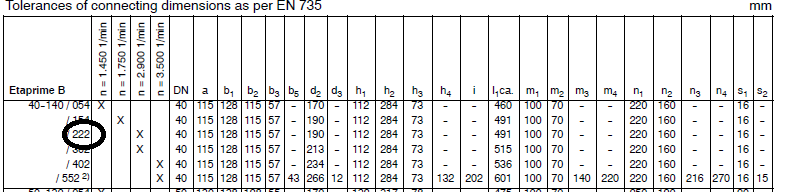 Tolerances of connecting dimensions as per EN 735 mm
Etaprime B n = 1.450 1/min n = 1.750 1/min n = 2.900 1/min n = 3.500 1/min DN a b1 b2 b3 b5 d2 d3 h1 h2 h3 h4 i l1ca. m1 m2 m3 m4 n1 n2 n3 n4 s1 s2
40–140 / 054 X 40 115 128 115 57 – 170 – 112 284 73 – – 460 100 70 – – 220 160 – – 16 –
X 40 115 128 115 57 – 190 – 112 284 73 – – 491 100 70 – – 220 160 – – 16 –
/ 222 X 40 115 128 115 57 – 190 – 112 284 73 – – 491 100 70 – – 220 160 – – 16 –
X 40 115 128 115 57 – 213 – 112 284 73 – – 515 100 70 – – 220 160 – – 16 –
/ 402 X 40 115 128 115 57 – 234 – 112 284 73 – – 536 100 70 – – 220 160 – – 16 –
/ 552 2) X 40 115 128 115 57 43 266 12 112 284 73 132 202 601 100 70 140 220 220 160 216 270 16 15